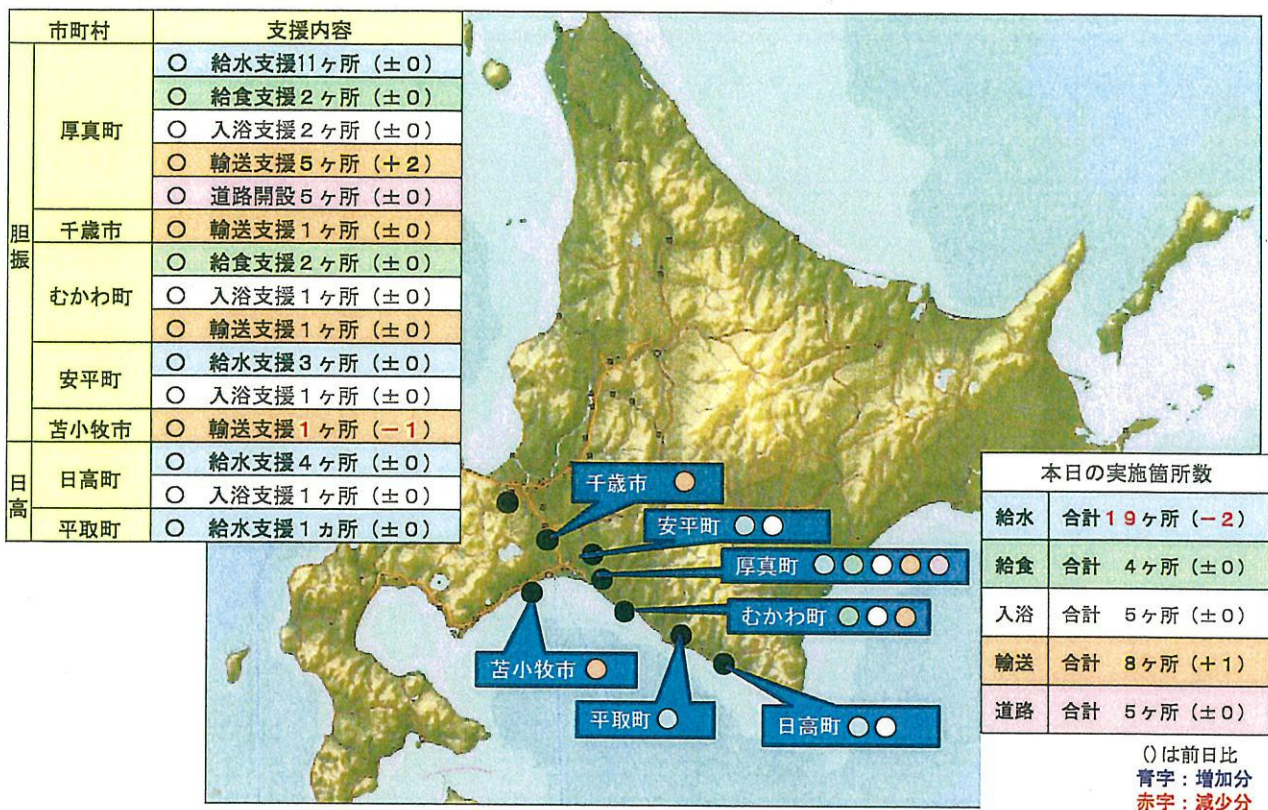 市町村 支援内容
胆振 厚真町 ○ 給水支援11ヶ所（±０）
○ 給食支援２ヶ所（±０）
○ 入浴支援２ヶ所（±０）
○ 輸送支援５ヶ所（＋２）
○ 道路開設５ヶ所（±０）
千歳市 ○ 輸送支援１ヶ所（±０）
むかわ町 ○ 給食支援２ヶ所（±０）
○ 入浴支援１ヶ所（±０）
○ 輸送支援１ヶ所（±０）
安平町 ○ 給水支援３ヶ所（±０）
○ 入浴支援１ヶ所（±０）
苫小牧市 ○ 輸送支援１ヶ所（－１）
日高 日高町 ○ 給水支援４ヶ所（±０）
○ 入浴支援１ヶ所（±０）
平取町 ○ 給水支援１ヵ所（±０）
千歳市
安平町
厚真町
むかわ町
苫小牧市
平取町
日高町
本日の実施箇所数
給水 合計１９ヶ所（－２）
給食 合計 ４ヶ所（±０）
入浴 合計 ５ヶ所（±０）
輸送 合計 ８ヶ所（＋１）
道路 合計 ５ヶ所（±０）
()は前日比
青字：増加分
赤字：減少分